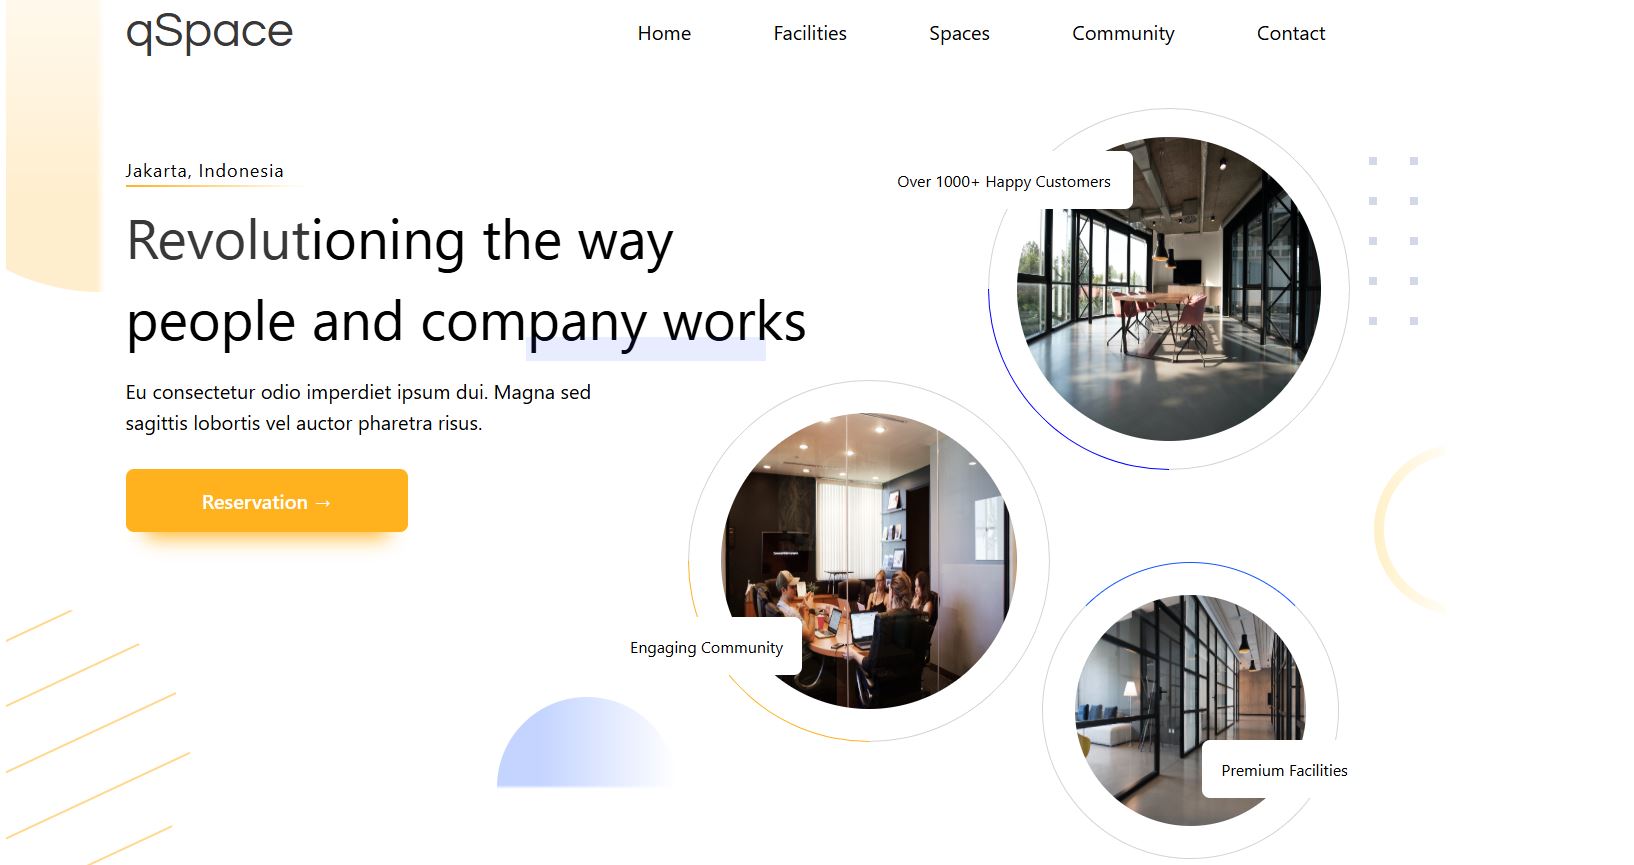 qSpace
Home Facilities Spaces Community Contact
Jakarta, Indonesia
Over 1000+ Happy Customers
Revolutioning the way
people and company works
Eu consectetur odio imperdiet ipsum dui. Magna sed
sagittis lobortis vel auctor pharetra risus.
Reservation →
Engaging Community
Premium Facilities